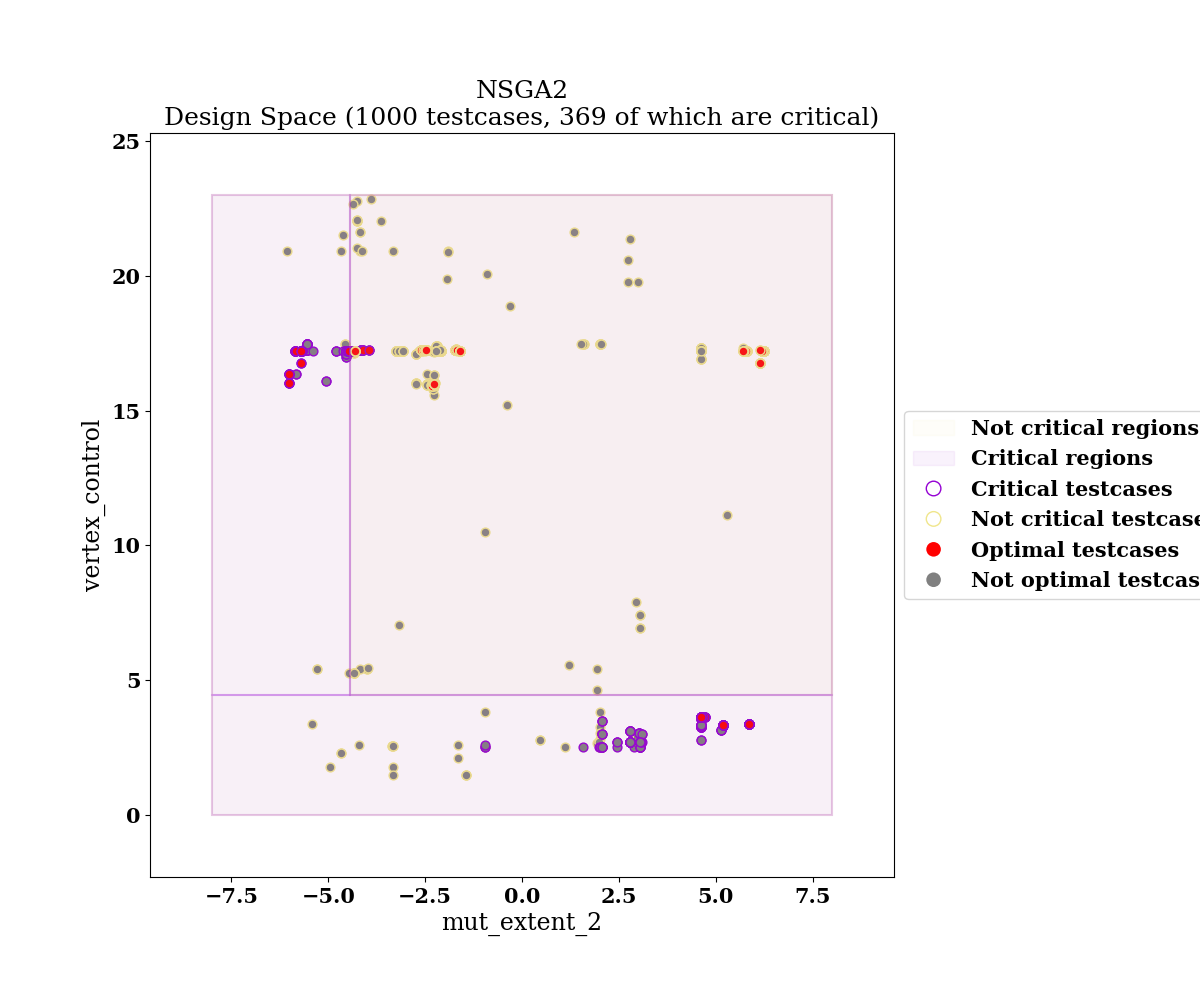 NSGA2
Design Space (1000 testcases, 369 of which are critical)
25
20
15
10
5
0
vertex_control
−7.5
−5.0
−2.5
0.0
2.5
5.0
7.5
mut_extent_2
Not critical regions
Critical regions
Critical testcases
Not critical testcase
Optimal testcases
Not optimal testcas